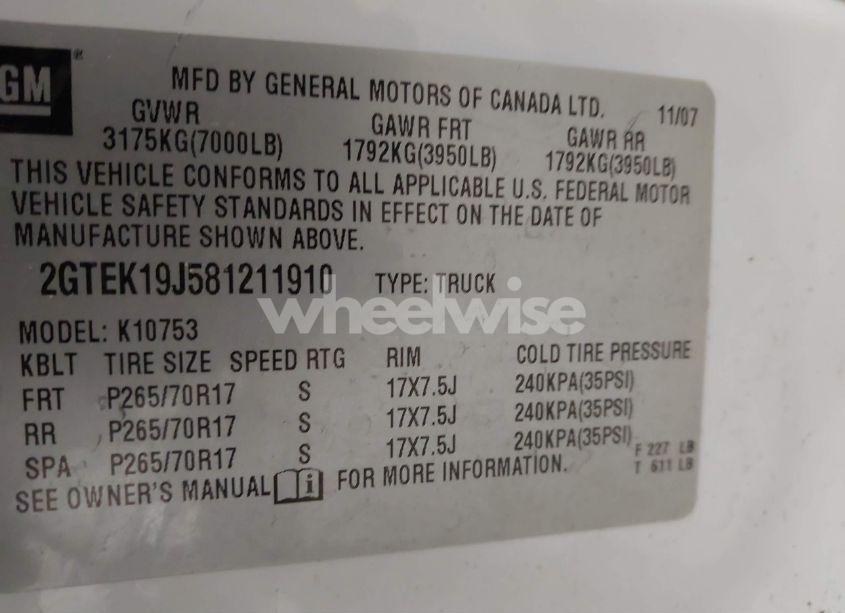 GM ®
MFD BY GENERAL MOTORS OF CANADA LTD. 11/07
GVWR GAWR FRT GAWR RR
3175KG(7000LB) 1792KG(3950LB) 1792KG(3950LB)
THIS VEHICLE CONFORMS TO ALL APPLICABLE U.S. FEDERAL MOTOR
VEHICLE SAFETY STANDARDS IN EFFECT ON THE DATE OF
MANUFACTURE SHOWN ABOVE.
2GTEK19J581211910 TYPE: TRUCK
wheelwise
MODEL: K10753
KBLT TIRE SIZE SPEED RTG RIM COLD TIRE PRESSURE
FRT P265/70R17 S 17X7.5J 240KPA(35PSI)
RR P265/70R17 S 17X7.5J 240KPA(35PSI)
SPA P265/70R17 S 17X7.5J 240KPA(35PSI)
F 227 LB
T 611 LB
SEE OWNER'S MANUAL i FOR MORE INFORMATION.